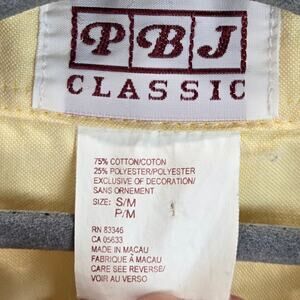 PBJ
CLASSIC
75% COTTON/COTON
25% POLYESTER/POLYESTER
EXCLUSIVE OF DECORATION/
SANS ORNEMENT
SIZE: S/M
P/M
RN 83346
CA 05633
MADE IN MACAU
FABRIQUE À MACAU
CARE SEE REVERSE/
VOIR AU VERSO